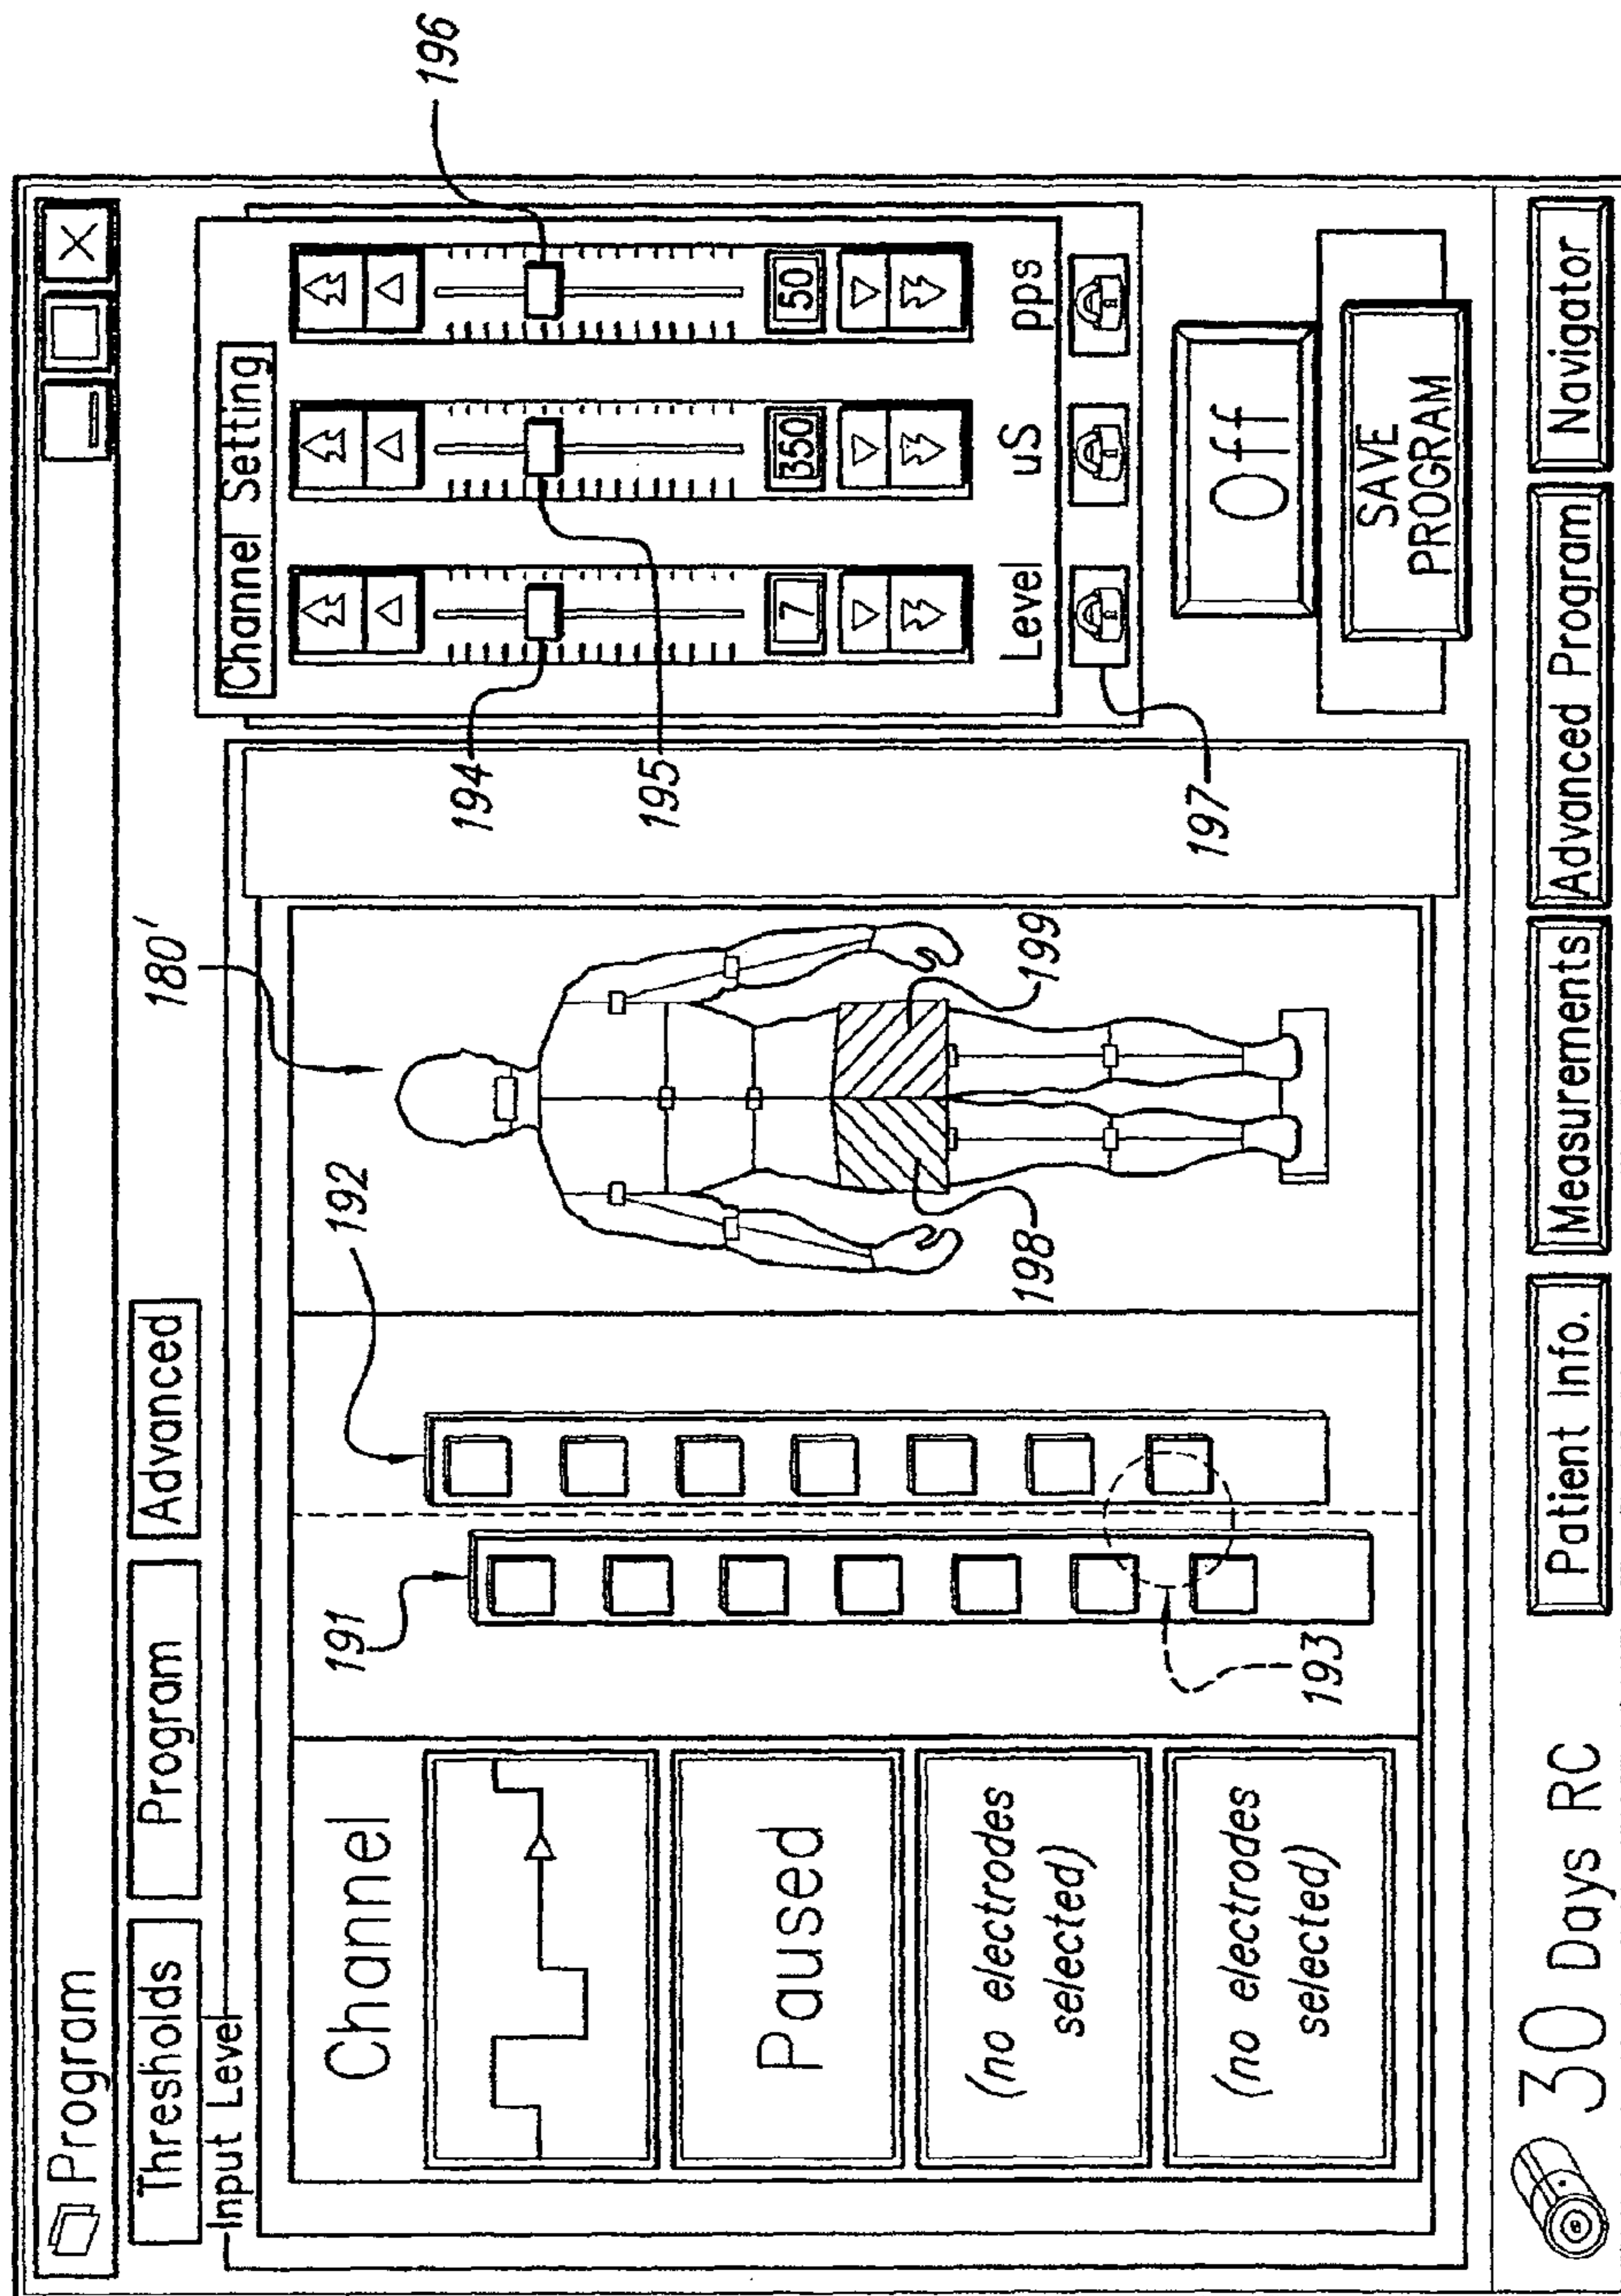 Program
Thresholds
Program
Advanced
Input Level
180'
Channel
Paused
(no electrodes
selected)
(no electrodes
selected)
191
192
193
198
199
Channel Setting
194
195
196
7
350
50
Level
uS
pps
197
Off
SAVE
PROGRAM
30 Days RC
Patient Info.
Measurements
Advanced Program
Navigator